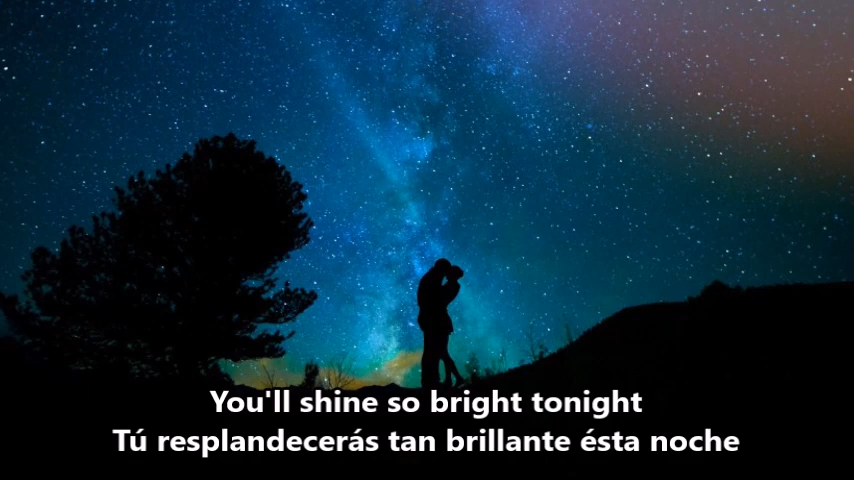 You'll shine so bright tonight
Tú resplandecerás tan brillante ésta noche